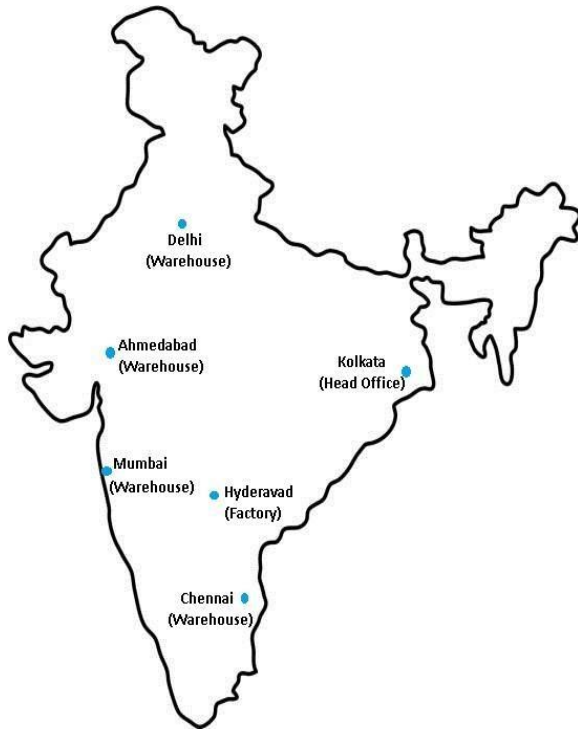 Delhi
(Warehouse)
Ahmedabad
(Warehouse)
Kolkata
(Head Office)
Mumbai
(Warehouse)
Hyderavad
(Factory)
Chennai
(Warehouse)